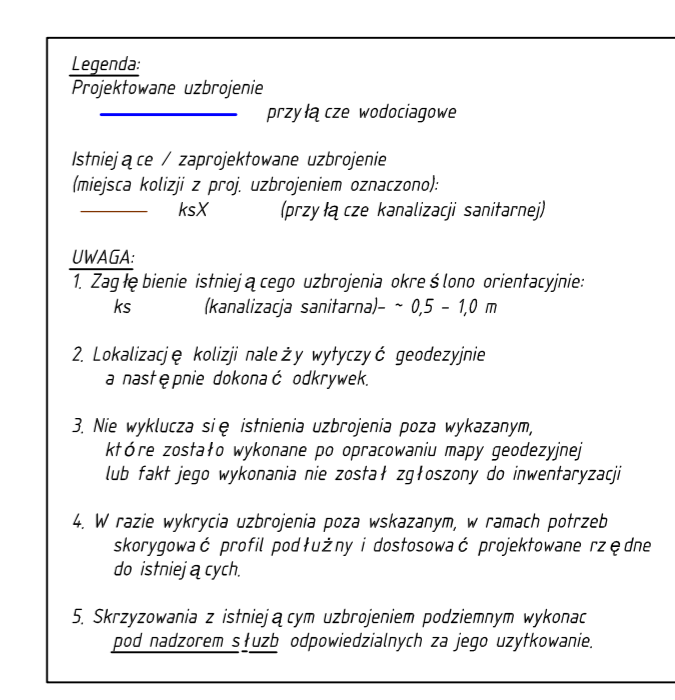 Legenda:
Projektowane uzbrojenie
przyłącze wodociagowe
Istniejące / zaprojektowane uzbrojenie
(miejsca kolizji z proj. uzbrojeniem oznaczono):
ksX (przyłącze kanalizacji sanitarnej)
UWAGA:
1. Zagłębienie istniejącego uzbrojenia określono orientacyjnie:
ks (kanalizacja sanitarna)- ~ 0,5 - 1,0 m
2. Lokalizację kolizji należy wytyczyć geodezyjnie
a następnie dokonać odkrywek.
3. Nie wyklucza się istnienia uzbrojenia poza wykazanym,
które zostało wykonane po opracowaniu mapy geodezyjnej
lub fakt jego wykonania nie został zgłoszony do inwentaryzacji
4. W razie wykrycia uzbrojenia poza wskazanym, w ramach potrzeb
skorygować profil podłużny i dostosować projektowane rzędne
do istniejących.
5. Skrzyzowania z istniejącym uzbrojeniem podziemnym wykonac
pod nadzorem służb odpowiedzialnych za jego uzytkowanie.